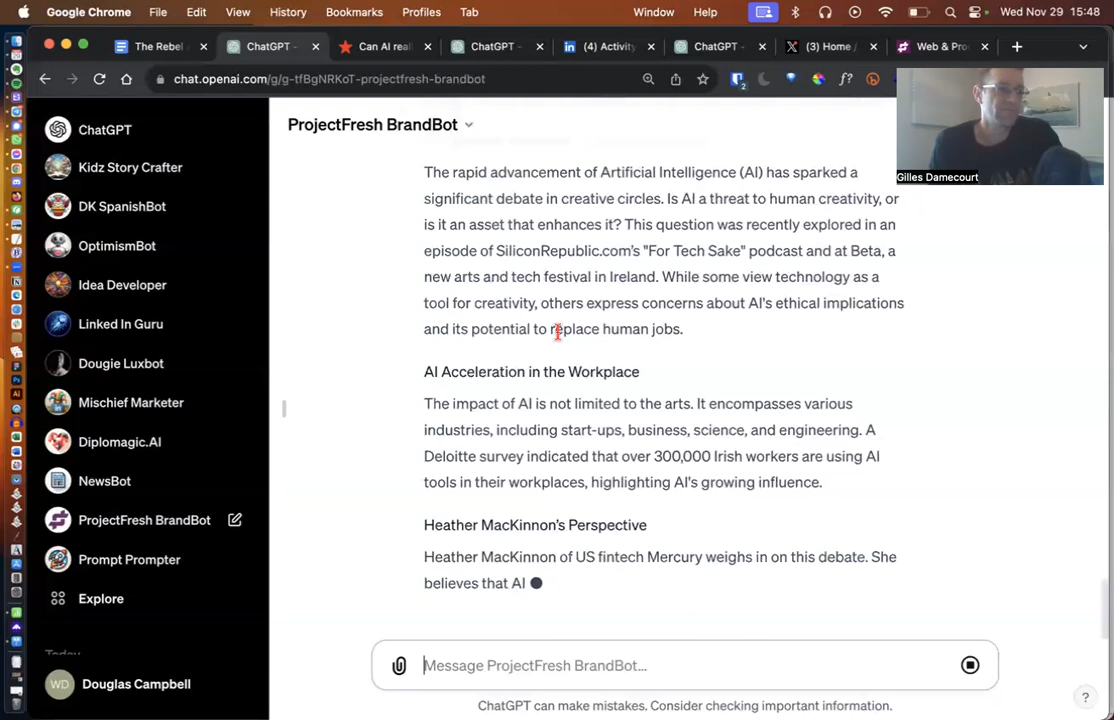 Google Chrome File Edit View History Bookmarks Profiles Tab Window Help Wed Nov 29 15:48
The Rebel ChatGPT - Can AI real ChatGPT - (4) Activity ChatGPT - (3) Home / Web & Pro
chat.openai.com/g/g-tfBgNRKoT-projectfresh-brandbot
ProjectFresh BrandBot
Gilles Damecourt
ChatGPT
Kidz Story Crafter
DK SpanishBot
OptimismBot
Idea Developer
Linked In Guru
Dougie Luxbot
Mischief Marketer
Diplomagic.AI
NewsBot
ProjectFresh BrandBot
Prompt Prompter
Explore
Today
WD Douglas Campbell
The rapid advancement of Artificial Intelligence (AI) has sparked a
significant debate in creative circles. Is AI a threat to human creativity, or
is it an asset that enhances it? This question was recently explored in an
episode of SiliconRepublic.com's "For Tech Sake" podcast and at Beta, a
new arts and tech festival in Ireland. While some view technology as a
tool for creativity, others express concerns about AI's ethical implications
and its potential to replace human jobs.
AI Acceleration in the Workplace
The impact of AI is not limited to the arts. It encompasses various
industries, including start-ups, business, science, and engineering. A
Deloitte survey indicated that over 300,000 Irish workers are using AI
tools in their workplaces, highlighting AI's growing influence.
Heather MacKinnon's Perspective
Heather MacKinnon of US fintech Mercury weighs in on this debate. She
believes that AI
Message ProjectFresh BrandBot...
ChatGPT can make mistakes. Consider checking important information.
?